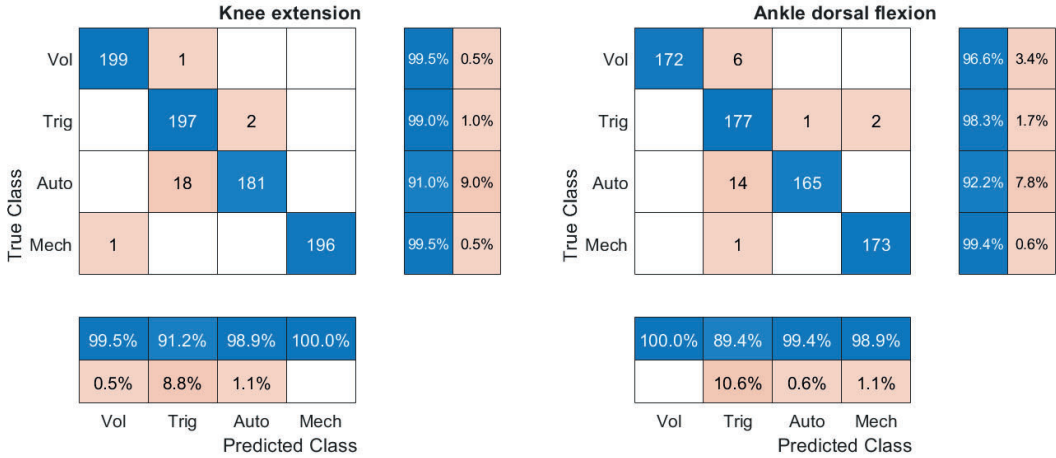 Knee extension
Vol 199 1 99.5% 0.5%
Trig 197 2 99.0% 1.0%
Auto 18 181 91.0% 9.0%
Mech 1 196 99.5% 0.5%
True Class
99.5% 91.2% 98.9% 100.0%
0.5% 8.8% 1.1%
Vol Trig Auto Mech
Predicted Class
Ankle dorsal flexion
Vol 172 6 96.6% 3.4%
Trig 177 1 2 98.3% 1.7%
Auto 14 165 92.2% 7.8%
Mech 1 173 99.4% 0.6%
True Class
100.0% 89.4% 99.4% 98.9%
10.6% 0.6% 1.1%
Vol Trig Auto Mech
Predicted Class